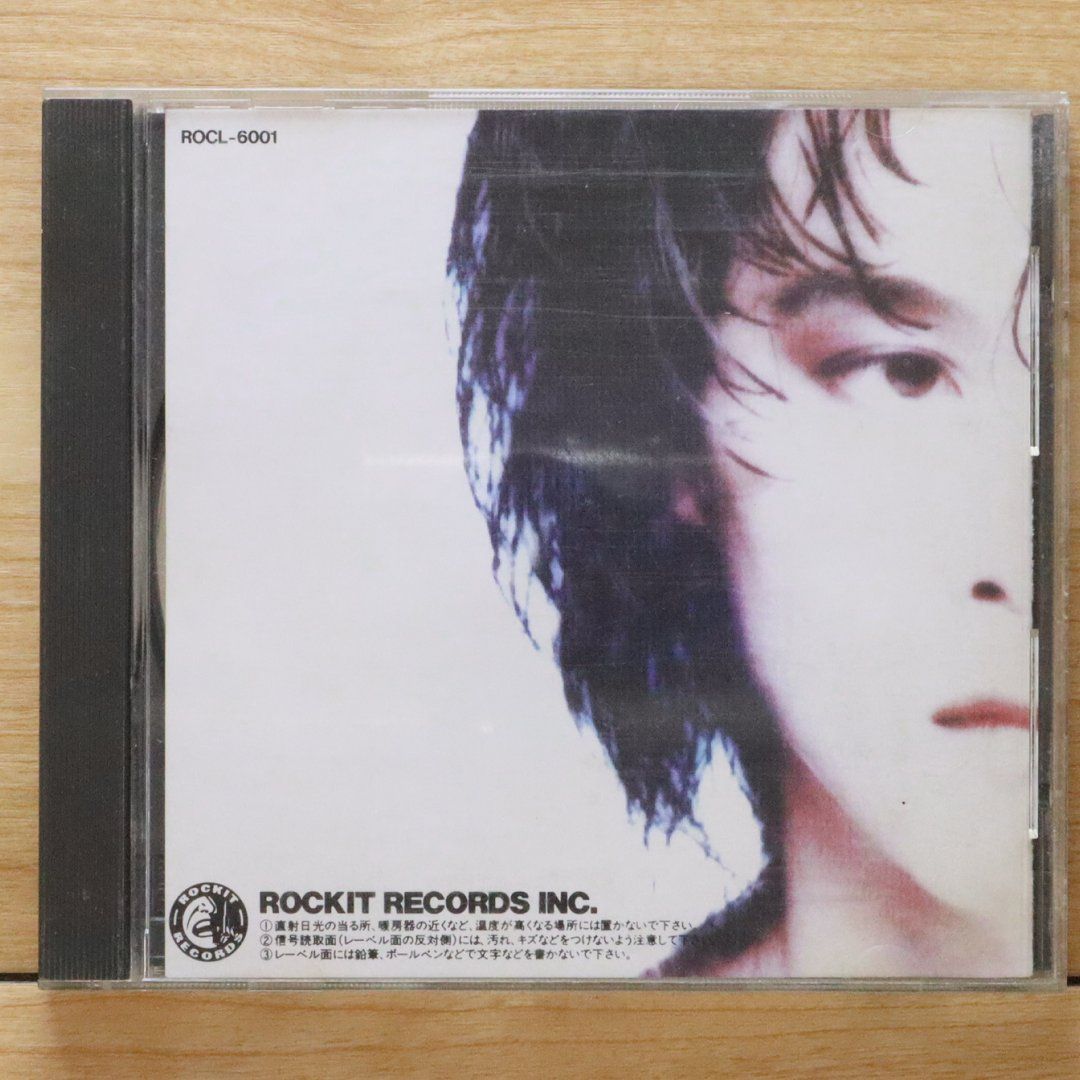 ROCL-6001
ROCKIT RECORDS INC.
ROCKIT
RECORDS
①直射日光の当る所、暖房器の近くなど、温度が高くなる場所には置かないで下さい。
②信号読取面(レーベル面の反対側)には、汚れ、キズなどをつけないよう注意して下さい
③レーベル面には鉛筆、ボールペンなどで文字などを書かないで下さい。